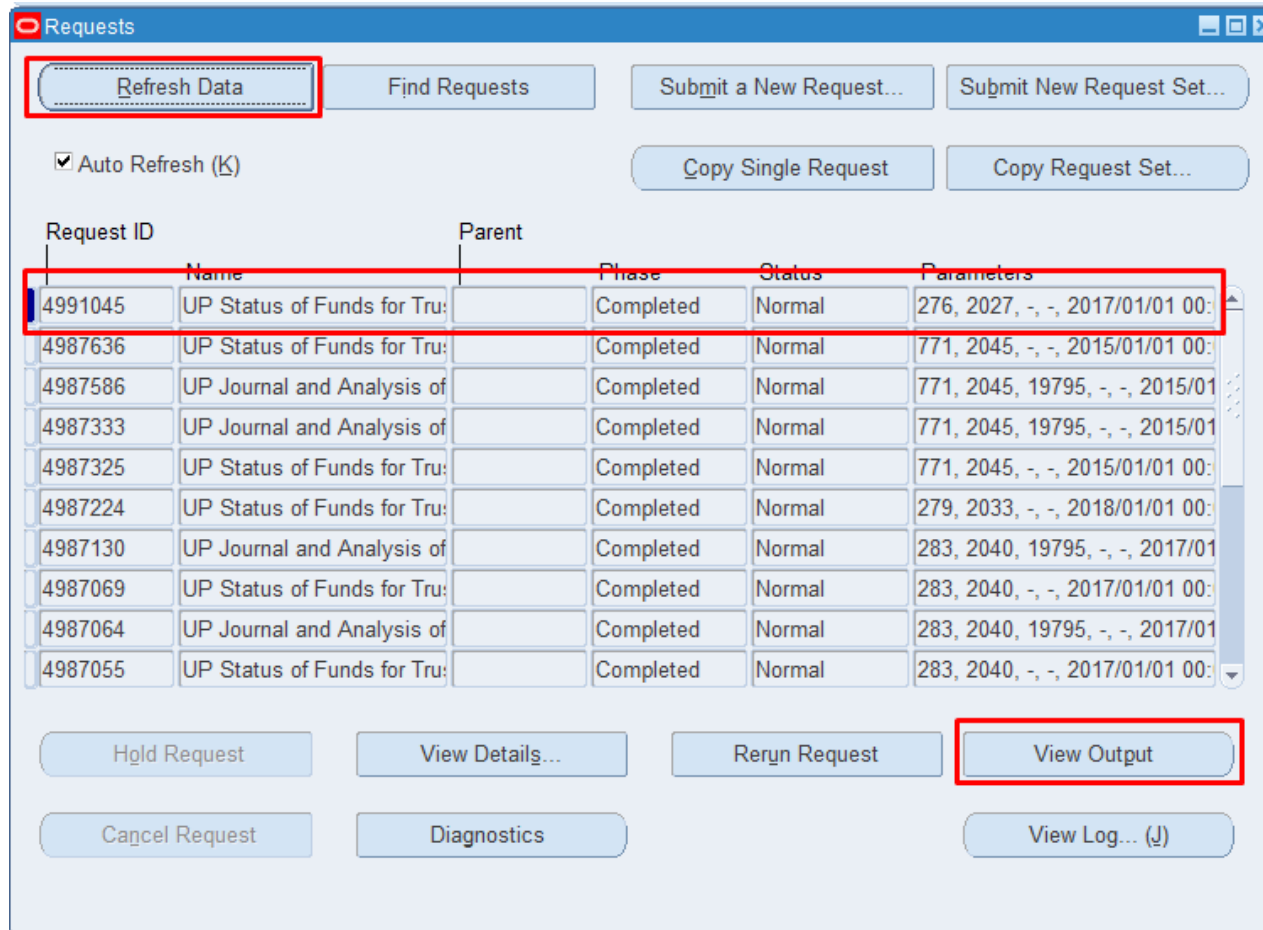 Requests
Refresh Data Find Requests Submit a New Request... Submit New Request Set...
Auto Refresh (K) Copy Single Request Copy Request Set...
Request ID Parent
Name Phase Status Parameters
4991045 UP Status of Funds for Tru Completed Normal 276, 2027, -, -, 2017/01/01 00:
4987636 UP Status of Funds for Tru Completed Normal 771, 2045, -, -, 2015/01/01 00:
4987586 UP Journal and Analysis of Completed Normal 771, 2045, 19795, -, -, 2015/01
4987333 UP Journal and Analysis of Completed Normal 771, 2045, 19795, -, -, 2015/01
4987325 UP Status of Funds for Tru Completed Normal 771, 2045, -, -, 2015/01/01 00:
4987224 UP Status of Funds for Tru Completed Normal 279, 2033, -, -, 2018/01/01 00:
4987130 UP Journal and Analysis of Completed Normal 283, 2040, 19795, -, -, 2017/01
4987069 UP Status of Funds for Tru Completed Normal 283, 2040, -, -, 2017/01/01 00:
4987064 UP Journal and Analysis of Completed Normal 283, 2040, 19795, -, -, 2017/01
4987055 UP Status of Funds for Tru Completed Normal 283, 2040, -, -, 2017/01/01 00:
Hold Request View Details... Rerun Request View Output
Cancel Request Diagnostics View Log... (J)